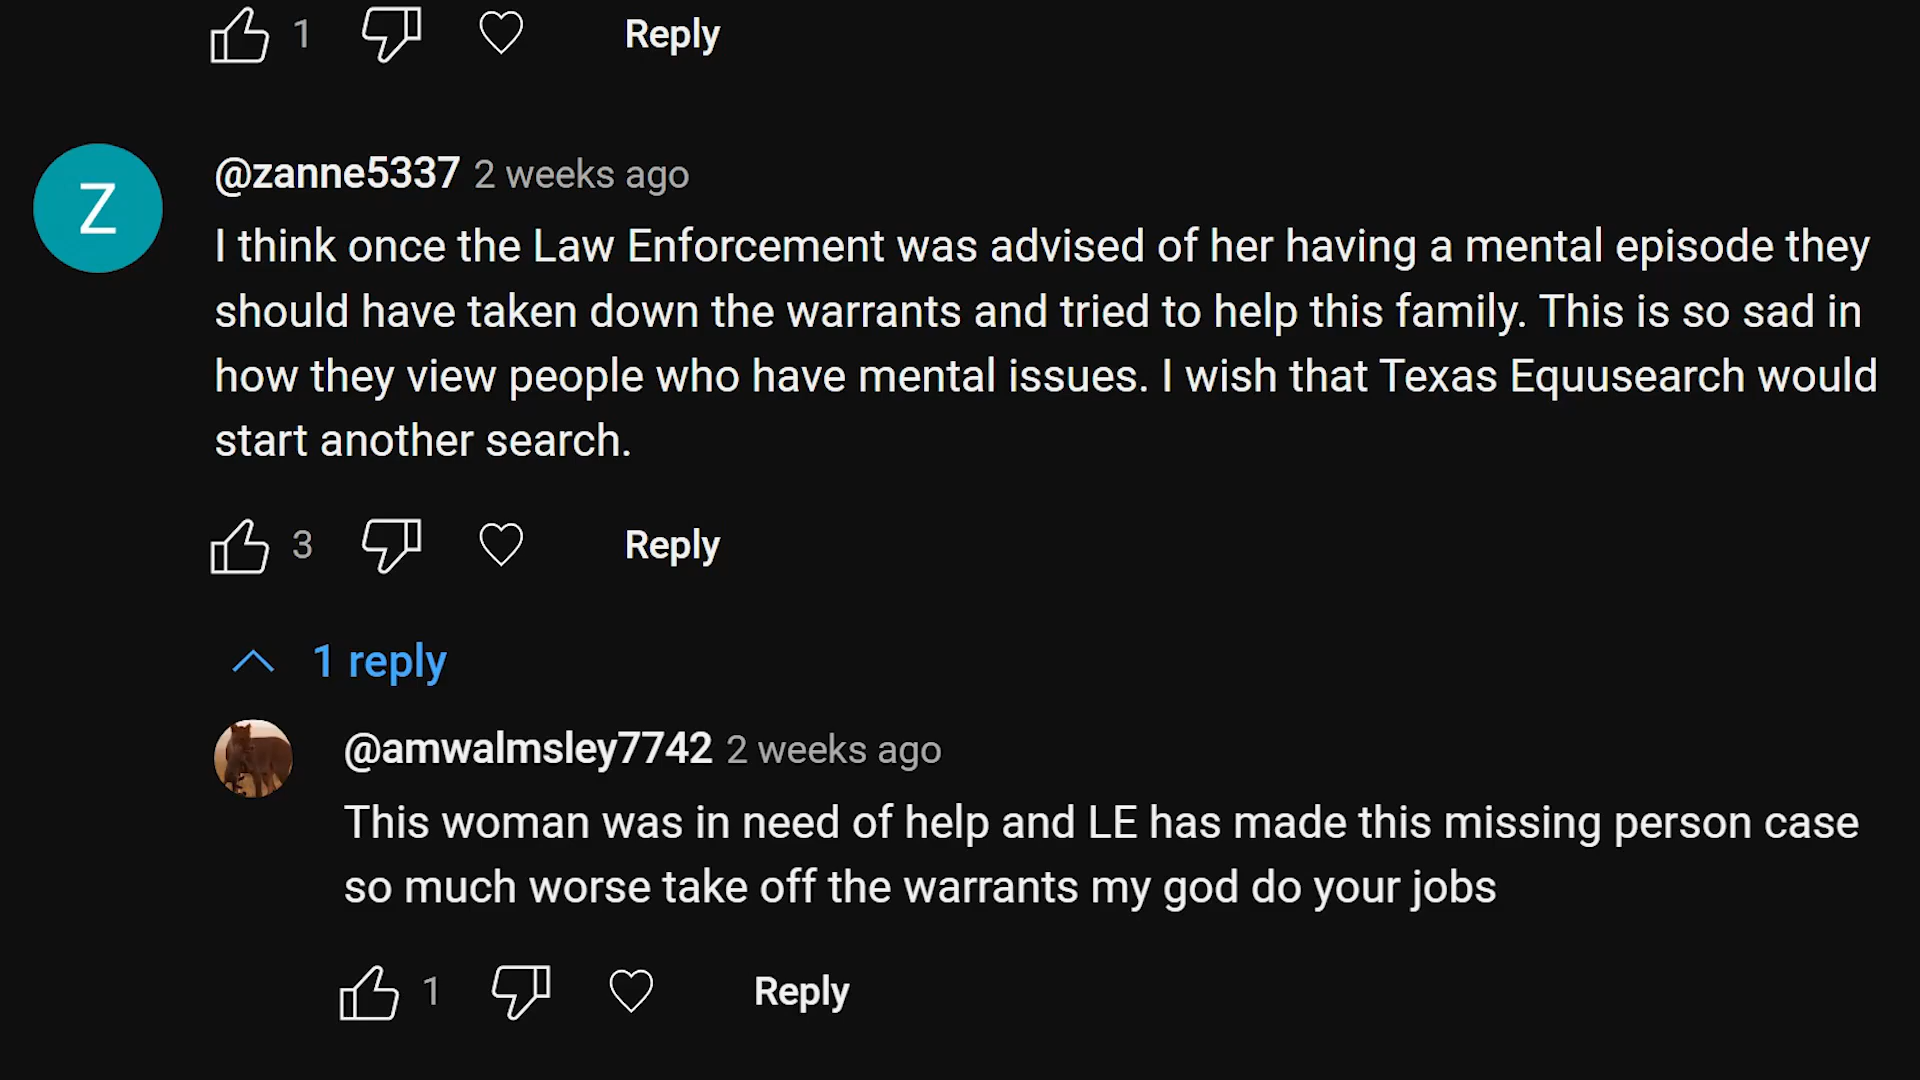 1 Reply
Z
@zanne5337 2 weeks ago
I think once the Law Enforcement was advised of her having a mental episode they
should have taken down the warrants and tried to help this family. This is so sad in
how they view people who have mental issues. I wish that Texas Equusearch would
start another search.
3 Reply
1 reply
@amwalmsley7742 2 weeks ago
This woman was in need of help and LE has made this missing person case
so much worse take off the warrants my god do your jobs
1 Reply